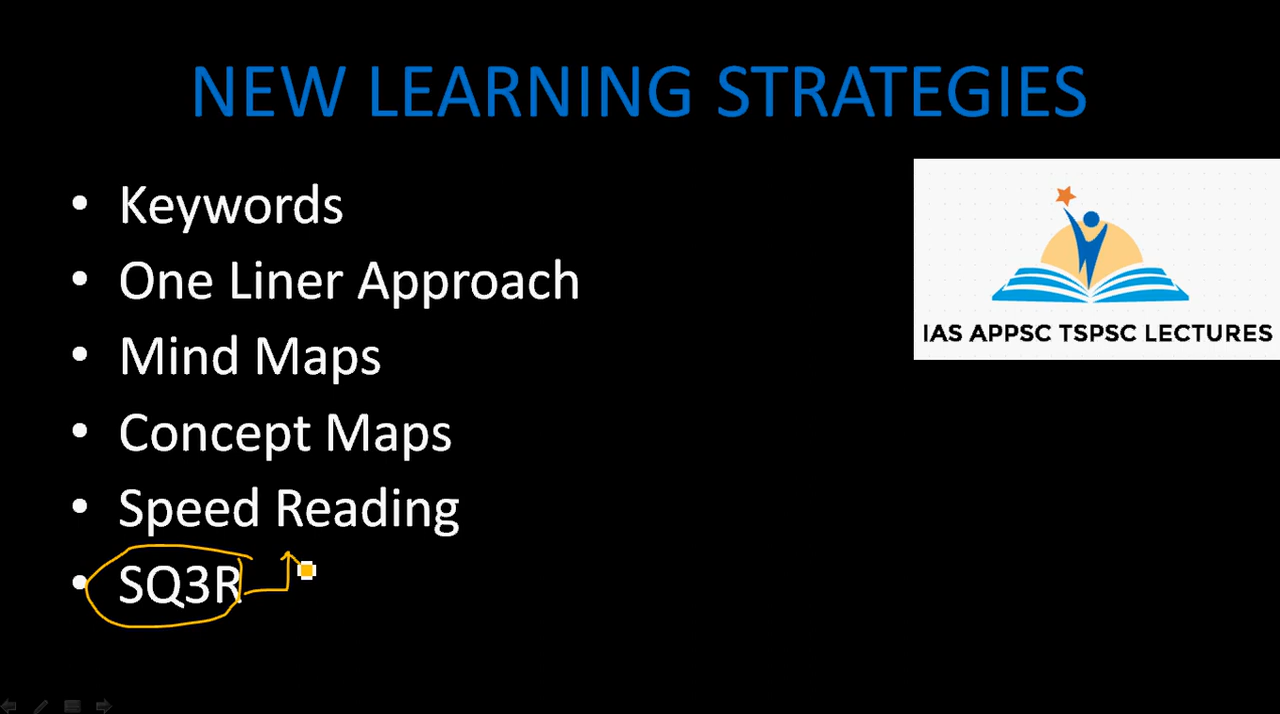 NEW LEARNING STRATEGIES
• Keywords
• One Liner Approach
• Mind Maps
• Concept Maps
• Speed Reading
• SQ3R
IAS APPSC TSPSC LECTURES